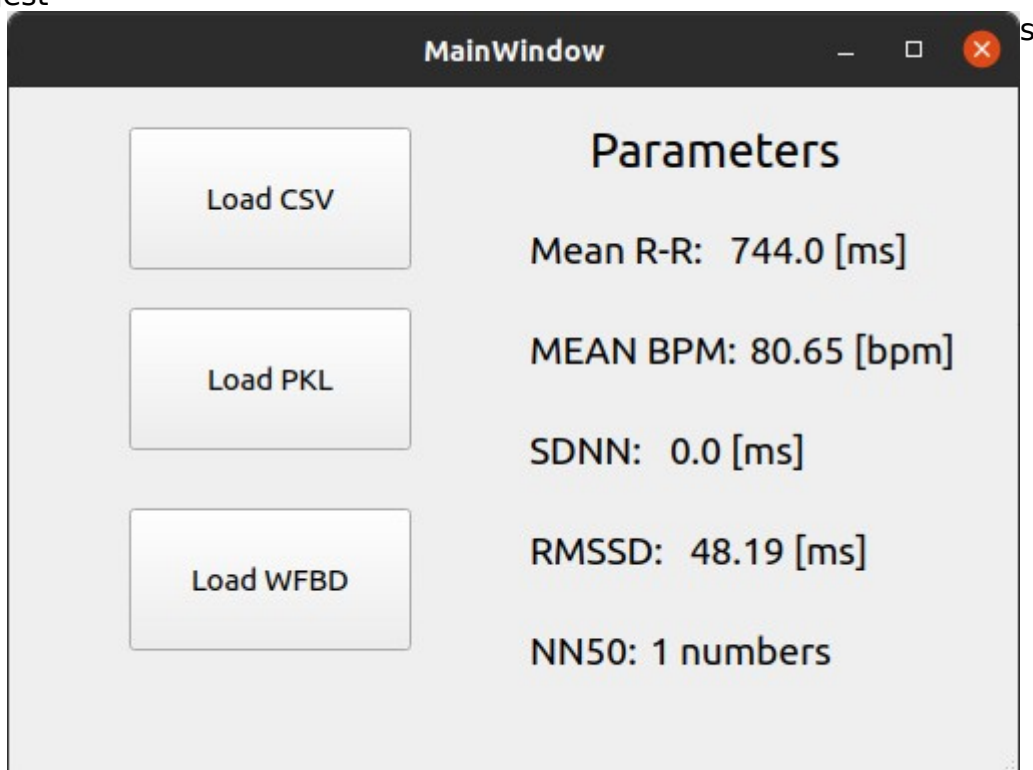 MainWindow
Load CSV
Load PKL
Load WFBD
Parameters
Mean R-R: 744.0 [ms]
MEAN BPM: 80.65 [bpm]
SDNN: 0.0 [ms]
RMSSD: 48.19 [ms]
NN50: 1 numbers